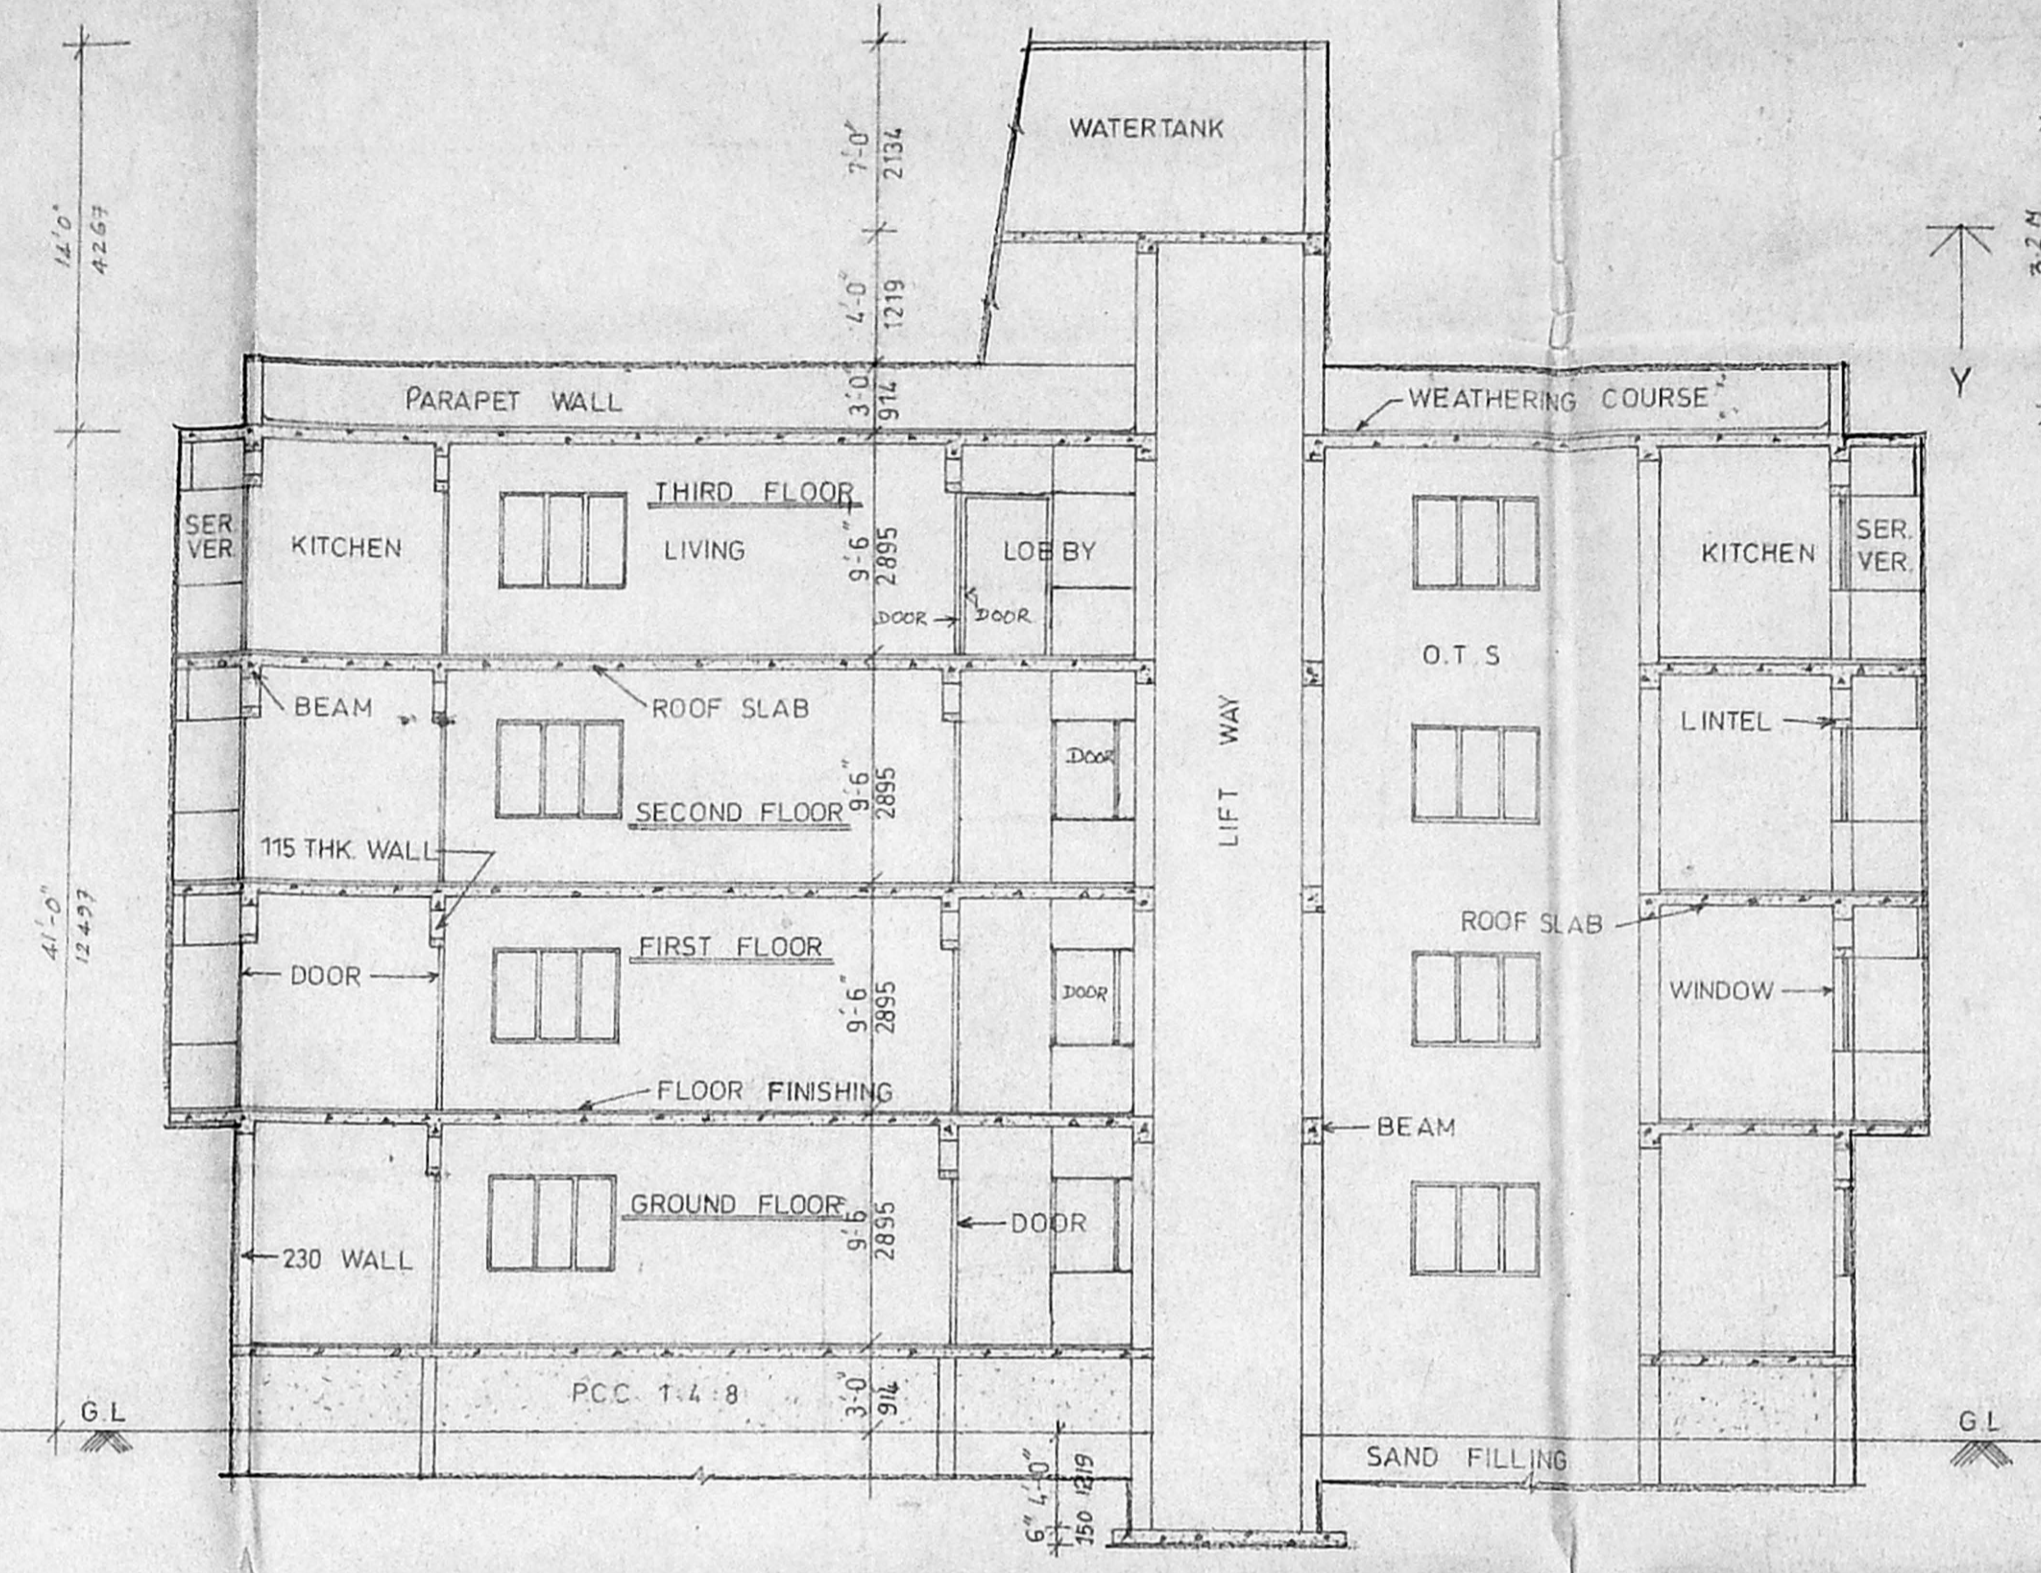 WATERTANK
7'-0"
2134
14'0"
4267
3.2 M
4'-0"
1219
Y
PARAPET WALL
3'-0"
914
WEATHERING COURSE
THIRD FLOOR
SER.
VER.
KITCHEN
LIVING
9'-6"
2895
LOBBY
DOOR
DOOR
KITCHEN
SER.
VER.
O.T.S
BEAM
ROOF SLAB
LINTEL
DOOR
LIFT WAY
SECOND FLOOR
9'-6"
2895
115 THK. WALL
41'-0"
12497
ROOF SLAB
FIRST FLOOR
DOOR
9'-6"
2895
DOOR
WINDOW
FLOOR FINISHING
BEAM
GROUND FLOOR
9'-6
2895
DOOR
230 WALL
P.C.C 1:4:8
3'-0"
914
G.L
G.L
SAND FILLING
4'-0"
1219
6"
150